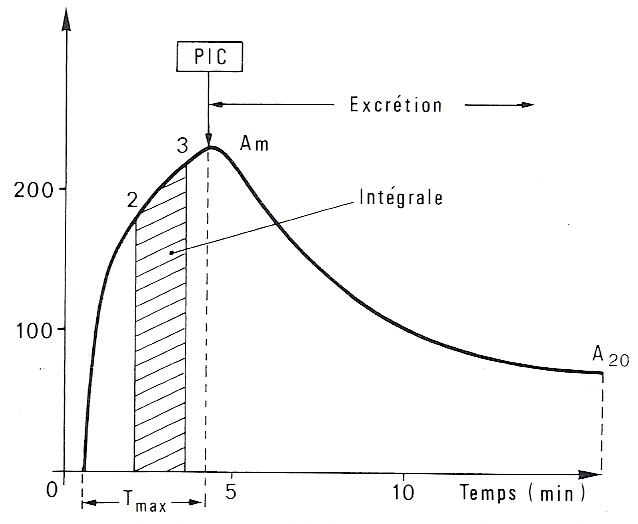 PIC
Excrétion
3
Am
2
200
Intégrale
100
A20
0
5
10
Temps (min)
Tmax